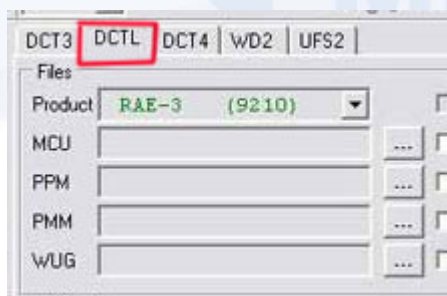 DCT3 DCTL DCT4 WD2 UFS2
Files
Product RAE-3 (9210)
MCU ...
PPM ...
PMM ...
WUG ...